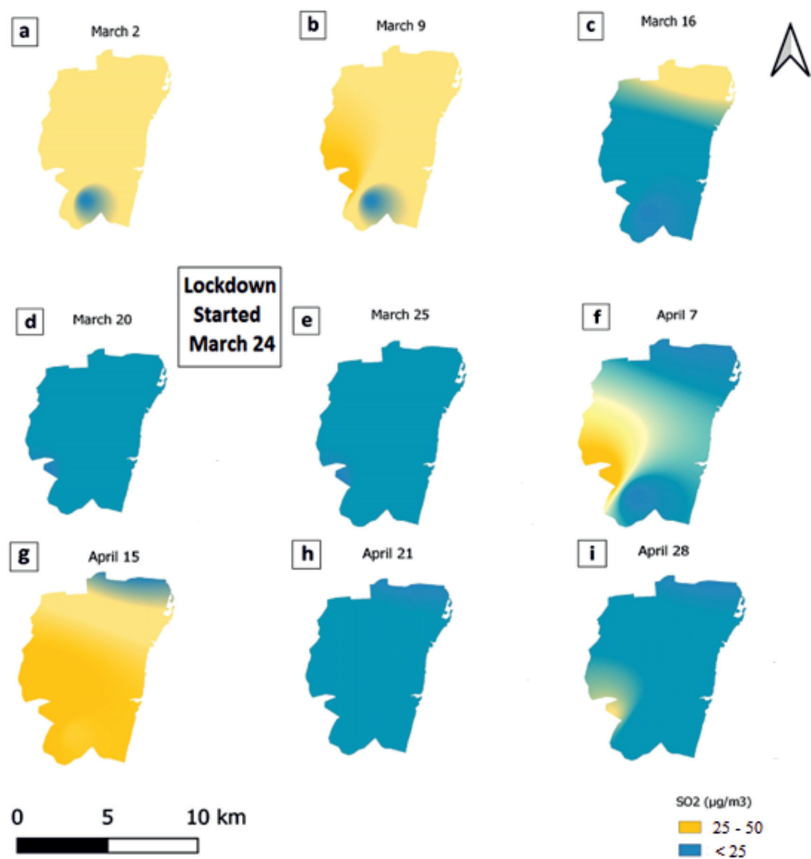 a
March 2
b
March 9
c
March 16
d
March 20
Lockdown
Started
March 24
e
March 25
f
April 7
g
April 15
h
April 21
i
April 28
0 5 10 km
SO2 (µg/m3)
25 - 50
< 25